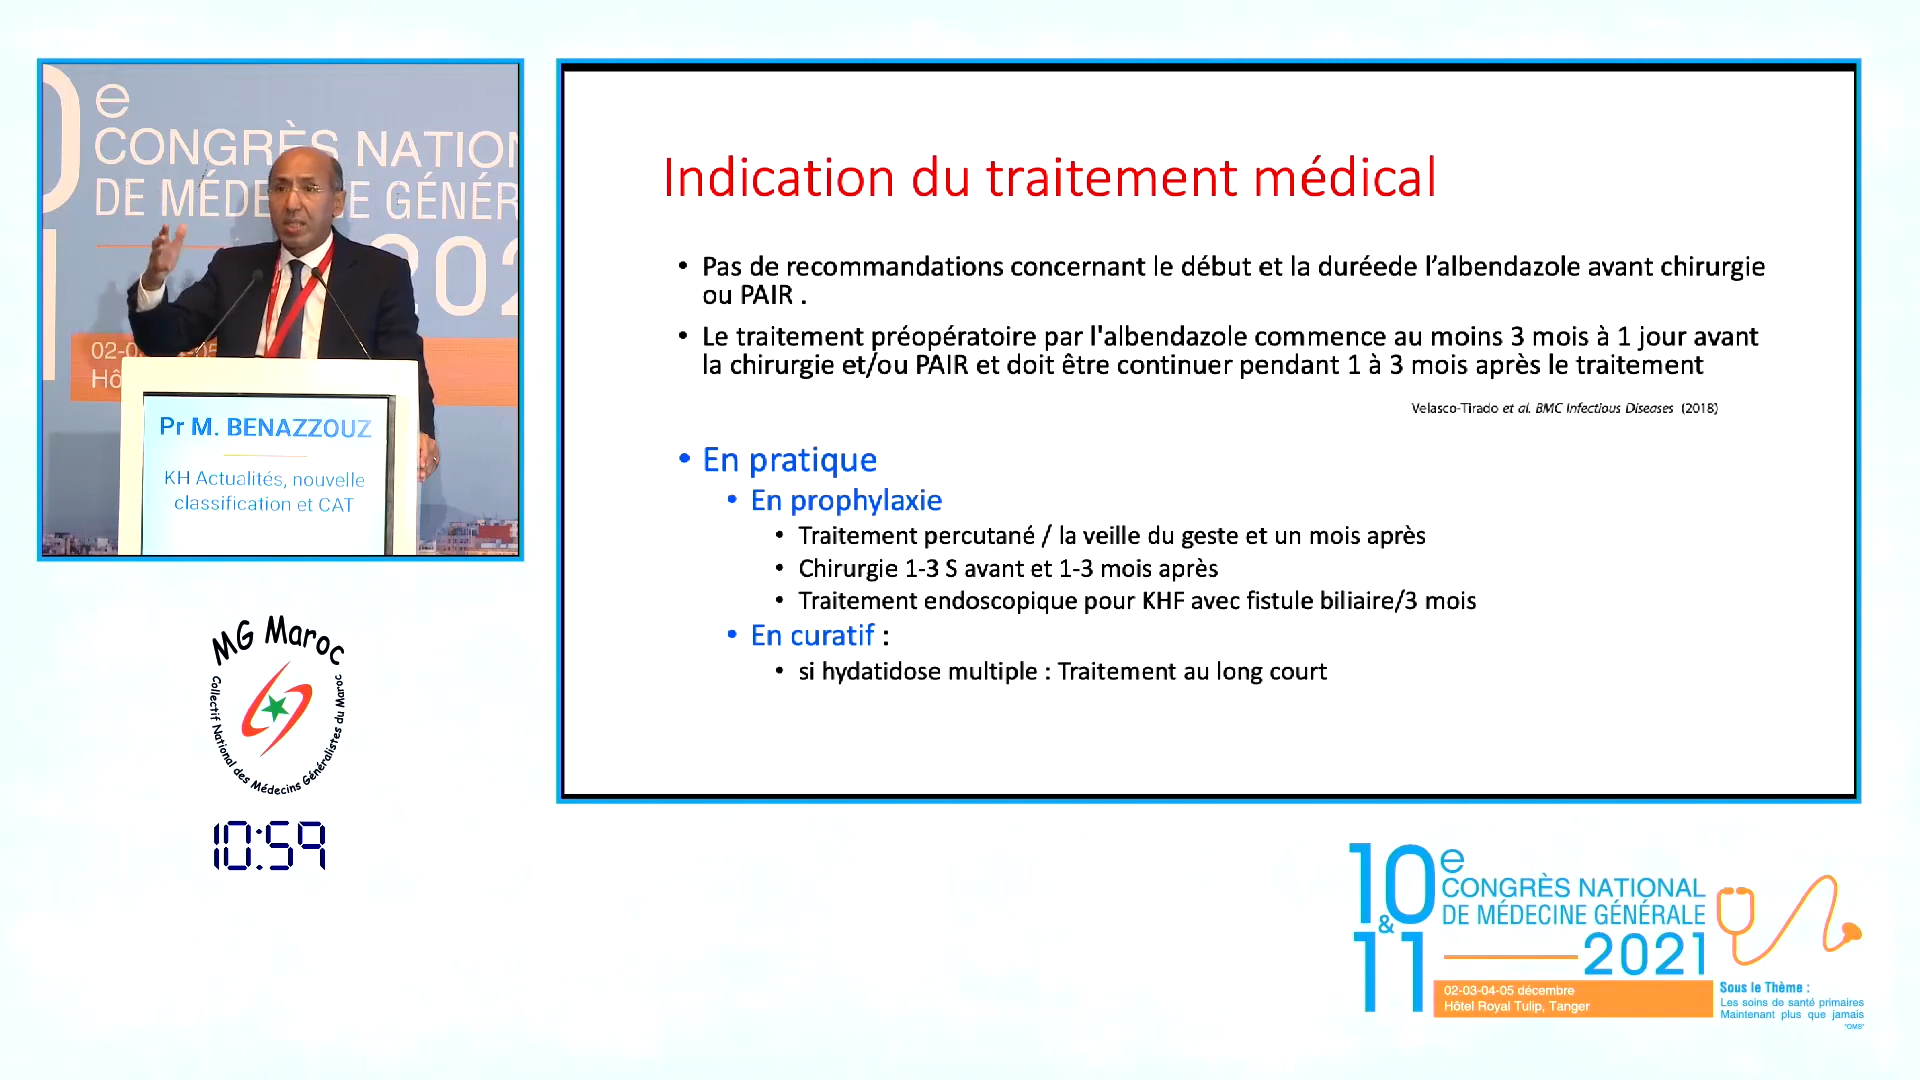 e
CONGRÈS NATION
DE MÉDE E GÉNÉR
202
02-0 -05
Hô
Pr M. BENAZZOUZ
KH Actualités, nouvelle
classification et CAT
MG Maroc
Collectif National des Médecins Généralistes du Maroc
10:59
Indication du traitement médical
• Pas de recommandations concernant le début et la duréede l’albendazole avant chirurgie
ou PAIR .
• Le traitement préopératoire par l'albendazole commence au moins 3 mois à 1 jour avant
la chirurgie et/ou PAIR et doit être continuer pendant 1 à 3 mois après le traitement
Velasco-Tirado et al. BMC Infectious Diseases (2018)
• En pratique
• En prophylaxie
• Traitement percutané / la veille du geste et un mois après
• Chirurgie 1-3 S avant et 1-3 mois après
• Traitement endoscopique pour KHF avec fistule biliaire/3 mois
• En curatif :
• si hydatidose multiple : Traitement au long court
10e
&
11
CONGRÈS NATIONAL
DE MÉDECINE GÉNÉRALE
2021
02-03-04-05 décembre
Hôtel Royal Tulip, Tanger
Sous le Thème :
Les soins de santé primaires
Maintenant plus que jamais
"OMS"